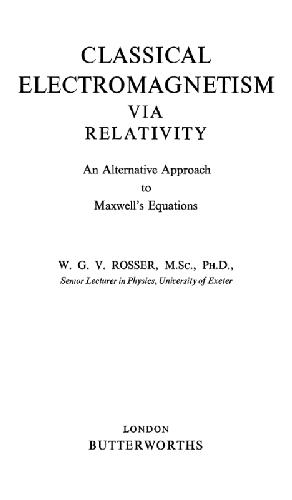 CLASSICAL
ELECTROMAGNETISM
VIA
RELATIVITY
An Alternative Approach
to
Maxwell's Equations
W. G. V. ROSSER, M.Sc., Ph.D.,
Senior Lecturer in Physics, University of Exeter
LONDON
BUTTERWORTHS